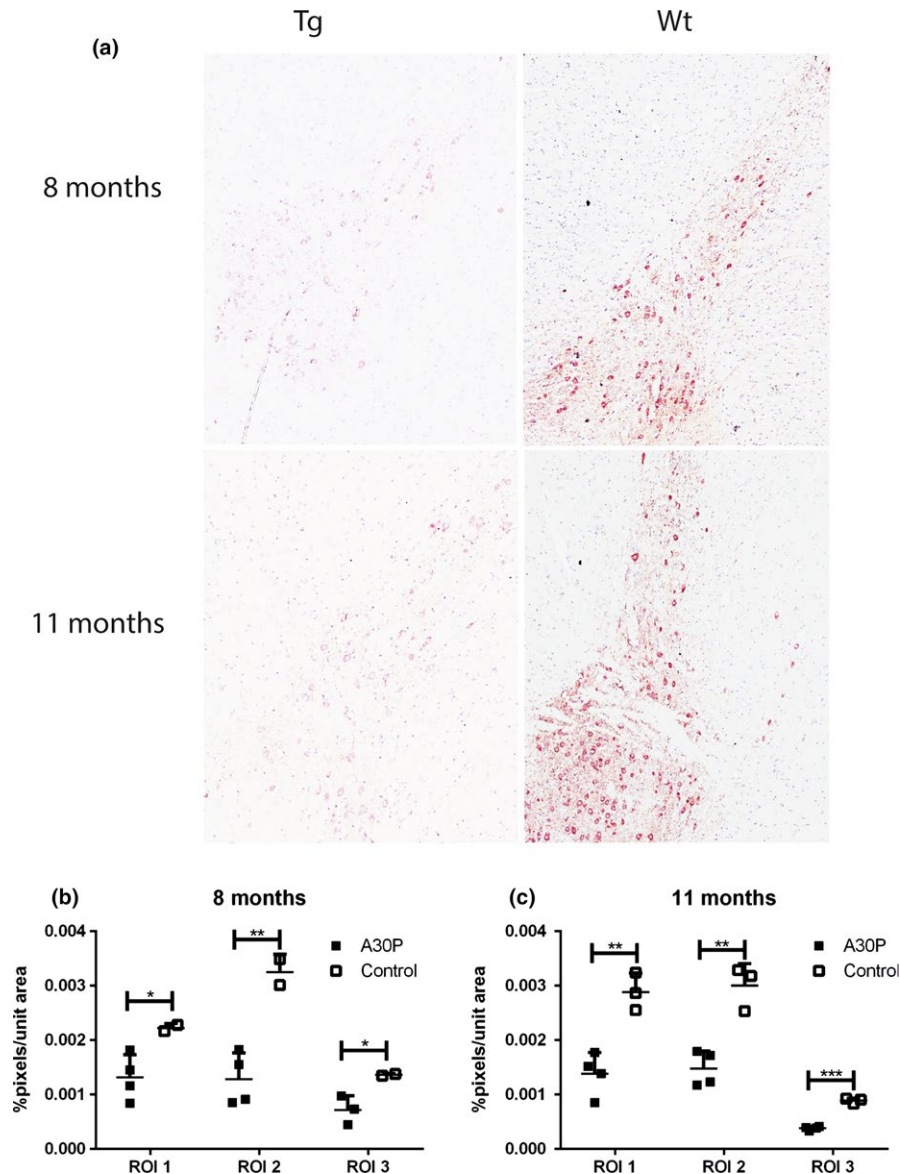 Tg Wt
(a)
8 months
11 months
(b) 8 months
%pixels/unit area
0.004
0.003
0.002
0.001
0.000
* ** *
A30P
Control
ROI 1 ROI 2 ROI 3
(c) 11 months
%pixels/unit area
0.004
0.003
0.002
0.001
0.000
** ** ***
A30P
Control
ROI 1 ROI 2 ROI 3